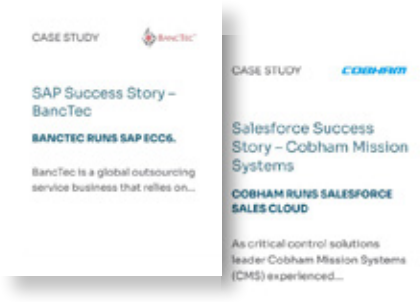 CASE STUDY
BANCTEC
SAP Success Story –
BancTec
BANCTEC RUNS SAP ECC6.
BancTec is a global outsourcing
service business that relies on...
CASE STUDY
COBHAM
Salesforce Success
Story – Cobham Mission
Systems
COBHAM RUNS SALESFORCE
SALES CLOUD
As critical control solutions
leader Cobham Mission Systems
(CMS) experienced...